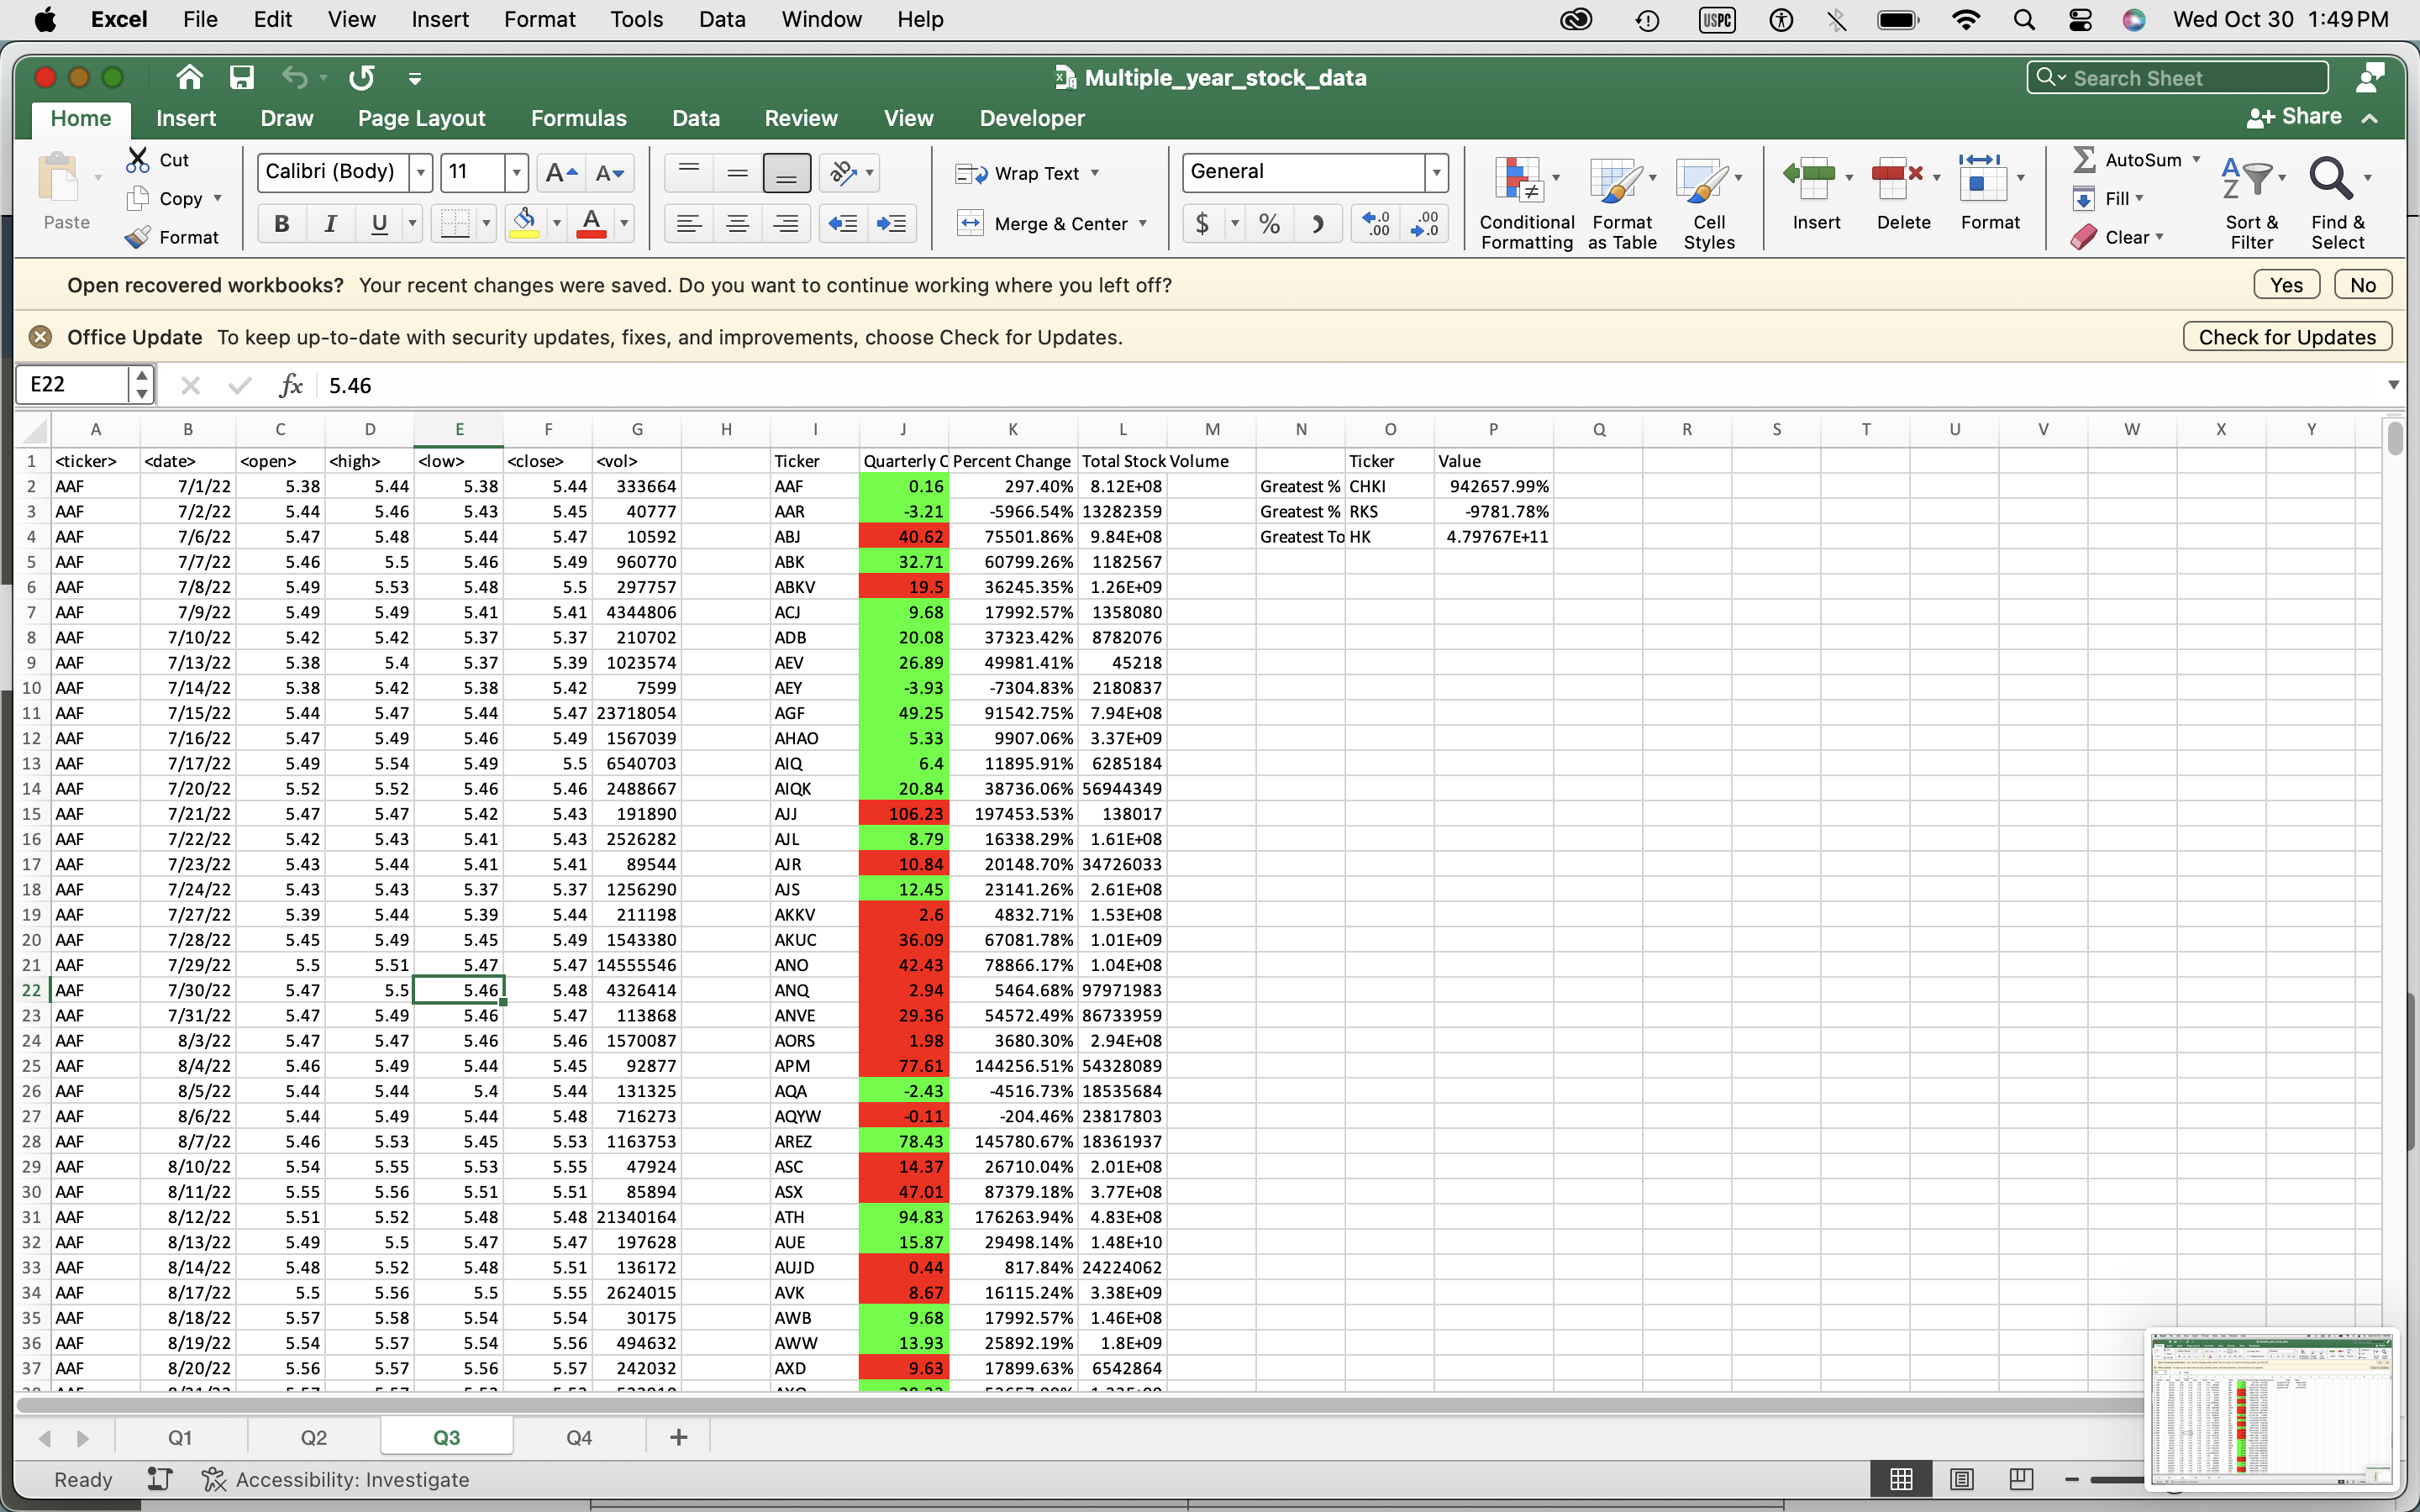 Excel File Edit View Insert Format Tools Data Window Help USPC Wed Oct 30 1:49 PM
Multiple_year_stock_data Search Sheet
Home Insert Draw Page Layout Formulas Data Review View Developer Share
Paste Cut Copy Format
Calibri (Body) 11 A A
B I U A
Wrap Text
Merge & Center
General
$ % .0 .00 .00 .0
Conditional Formatting Format as Table Cell Styles Insert Delete Format
AutoSum Fill Clear Sort & Filter Find & Select
Open recovered workbooks? Your recent changes were saved. Do you want to continue working where you left off? Yes No
Office Update To keep up-to-date with security updates, fixes, and improvements, choose Check for Updates. Check for Updates
E22 fx 5.46
A B C D E F G H I J K L M N O P Q R S T U V W X Y
1 <ticker> <date> <open> <high> <low> <close> <vol> Ticker Quarterly C Percent Change Total Stock Volume Ticker Value
2 AAF 7/1/22 5.38 5.44 5.38 5.44 333664 AAF 0.16 297.40% 8.12E+08 Greatest % CHKI 942657.99%
3 AAF 7/2/22 5.44 5.46 5.43 5.45 40777 AAR -3.21 -5966.54% 13282359 Greatest % RKS -9781.78%
4 AAF 7/6/22 5.47 5.48 5.44 5.47 10592 ABJ 40.62 75501.86% 9.84E+08 Greatest To HK 4.79767E+11
5 AAF 7/7/22 5.46 5.5 5.46 5.49 960770 ABK 32.71 60799.26% 1182567
6 AAF 7/8/22 5.49 5.53 5.48 5.5 297757 ABKV 19.5 36245.35% 1.26E+09
7 AAF 7/9/22 5.49 5.49 5.41 5.41 4344806 ACJ 9.68 17992.57% 1358080
8 AAF 7/10/22 5.42 5.42 5.37 5.37 210702 ADB 20.08 37323.42% 8782076
9 AAF 7/13/22 5.38 5.4 5.37 5.39 1023574 AEV 26.89 49981.41% 45218
10 AAF 7/14/22 5.38 5.42 5.38 5.42 7599 AEY -3.93 -7304.83% 2180837
11 AAF 7/15/22 5.44 5.47 5.44 5.47 23718054 AGF 49.25 91542.75% 7.94E+08
12 AAF 7/16/22 5.47 5.49 5.46 5.49 1567039 AHAO 5.33 9907.06% 3.37E+09
13 AAF 7/17/22 5.49 5.54 5.49 5.5 6540703 AIQ 6.4 11895.91% 6285184
14 AAF 7/20/22 5.52 5.52 5.46 5.46 2488667 AIQK 20.84 38736.06% 56944349
15 AAF 7/21/22 5.47 5.47 5.42 5.43 191890 AJJ 106.23 197453.53% 138017
16 AAF 7/22/22 5.42 5.43 5.41 5.43 2526282 AJL 8.79 16338.29% 1.61E+08
17 AAF 7/23/22 5.43 5.44 5.41 5.41 89544 AJR 10.84 20148.70% 34726033
18 AAF 7/24/22 5.43 5.43 5.37 5.37 1256290 AJS 12.45 23141.26% 2.61E+08
19 AAF 7/27/22 5.39 5.44 5.39 5.44 211198 AKKV 2.6 4832.71% 1.53E+08
20 AAF 7/28/22 5.45 5.49 5.45 5.49 1543380 AKUC 36.09 67081.78% 1.01E+09
21 AAF 7/29/22 5.5 5.51 5.47 5.47 14555546 ANO 42.43 78866.17% 1.04E+08
22 AAF 7/30/22 5.47 5.5 5.46 5.48 4326414 ANQ 2.94 5464.68% 97971983
23 AAF 7/31/22 5.47 5.49 5.46 5.47 113868 ANVE 29.36 54572.49% 86733959
24 AAF 8/3/22 5.47 5.47 5.46 5.46 1570087 AORS 1.98 3680.30% 2.94E+08
25 AAF 8/4/22 5.46 5.49 5.44 5.45 92877 APM 77.61 144256.51% 54328089
26 AAF 8/5/22 5.44 5.44 5.4 5.44 131325 AQA -2.43 -4516.73% 18535684
27 AAF 8/6/22 5.44 5.49 5.44 5.48 716273 AQYW -0.11 -204.46% 23817803
28 AAF 8/7/22 5.46 5.53 5.45 5.53 1163753 AREZ 78.43 145780.67% 18361937
29 AAF 8/10/22 5.54 5.55 5.53 5.55 47924 ASC 14.37 26710.04% 2.01E+08
30 AAF 8/11/22 5.55 5.56 5.51 5.51 85894 ASX 47.01 87379.18% 3.77E+08
31 AAF 8/12/22 5.51 5.52 5.48 5.48 21340164 ATH 94.83 176263.94% 4.83E+08
32 AAF 8/13/22 5.49 5.5 5.47 5.47 197628 AUE 15.87 29498.14% 1.48E+10
33 AAF 8/14/22 5.48 5.52 5.48 5.51 136172 AUJD 0.44 817.84% 24224062
34 AAF 8/17/22 5.5 5.56 5.5 5.55 2624015 AVK 8.67 16115.24% 3.38E+09
35 AAF 8/18/22 5.57 5.58 5.54 5.54 30175 AWB 9.68 17992.57% 1.46E+08
36 AAF 8/19/22 5.54 5.57 5.54 5.56 494632 AWW 13.93 25892.19% 1.8E+09
37 AAF 8/20/22 5.56 5.57 5.56 5.57 242032 AXD 9.63 17899.63% 6542864
Q1 Q2 Q3 Q4 +
Ready Accessibility: Investigate